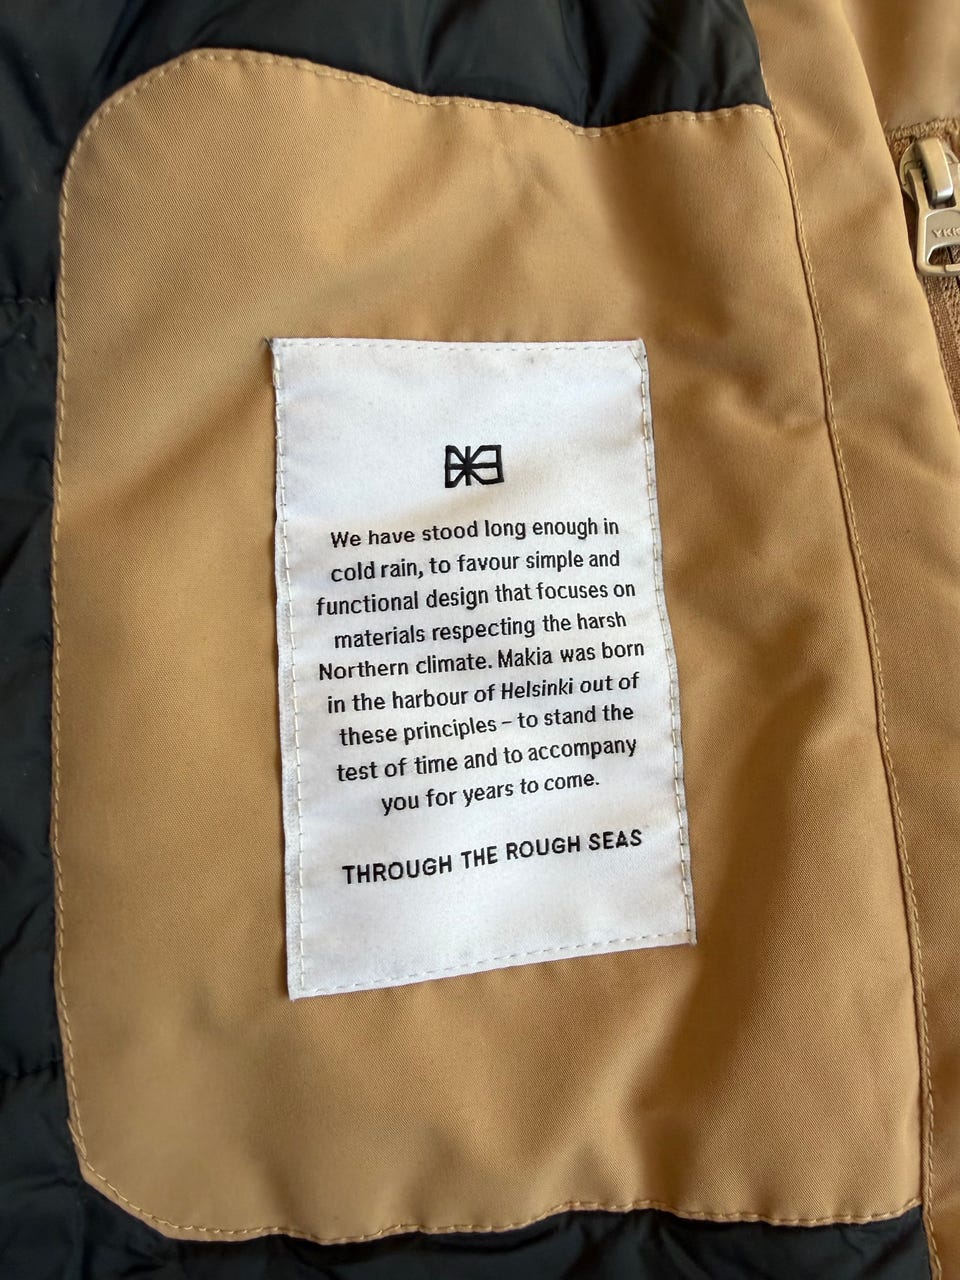 We have stood long enough in
cold rain, to favour simple and
functional design that focuses on
materials respecting the harsh
Northern climate. Makia was born
in the harbour of Helsinki out of
these principles – to stand the
test of time and to accompany
you for years to come.
THROUGH THE ROUGH SEAS
YKK